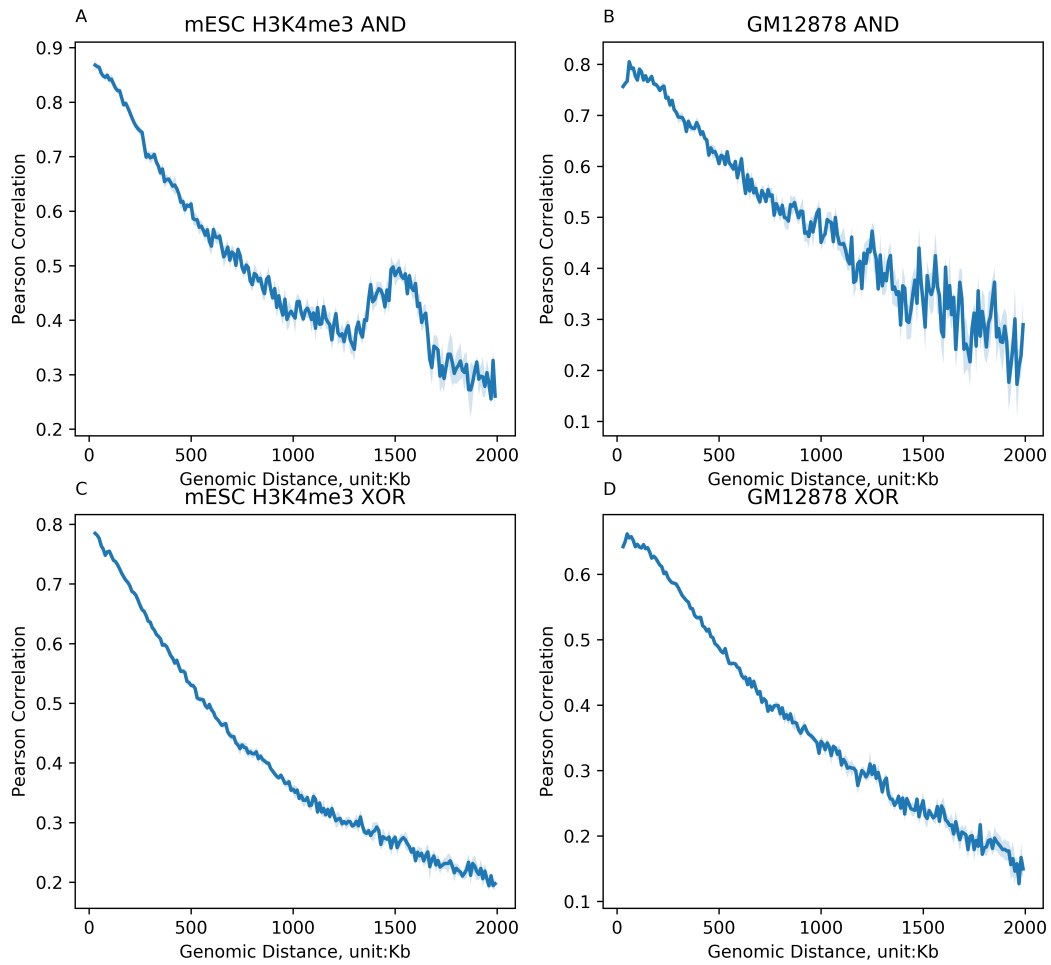 A
mESC H3K4me3 AND
0.9
0.8
0.7
0.6
0.5
0.4
0.3
0.2
Pearson Correlation
0 500 1000 1500 2000
Genomic Distance, unit:Kb
B
GM12878 AND
0.8
0.7
0.6
0.5
0.4
0.3
0.2
0.1
Pearson Correlation
0 500 1000 1500 2000
Genomic Distance, unit:Kb
C
mESC H3K4me3 XOR
0.8
0.7
0.6
0.5
0.4
0.3
0.2
Pearson Correlation
0 500 1000 1500 2000
Genomic Distance, unit:Kb
D
GM12878 XOR
0.6
0.5
0.4
0.3
0.2
0.1
Pearson Correlation
0 500 1000 1500 2000
Genomic Distance, unit:Kb